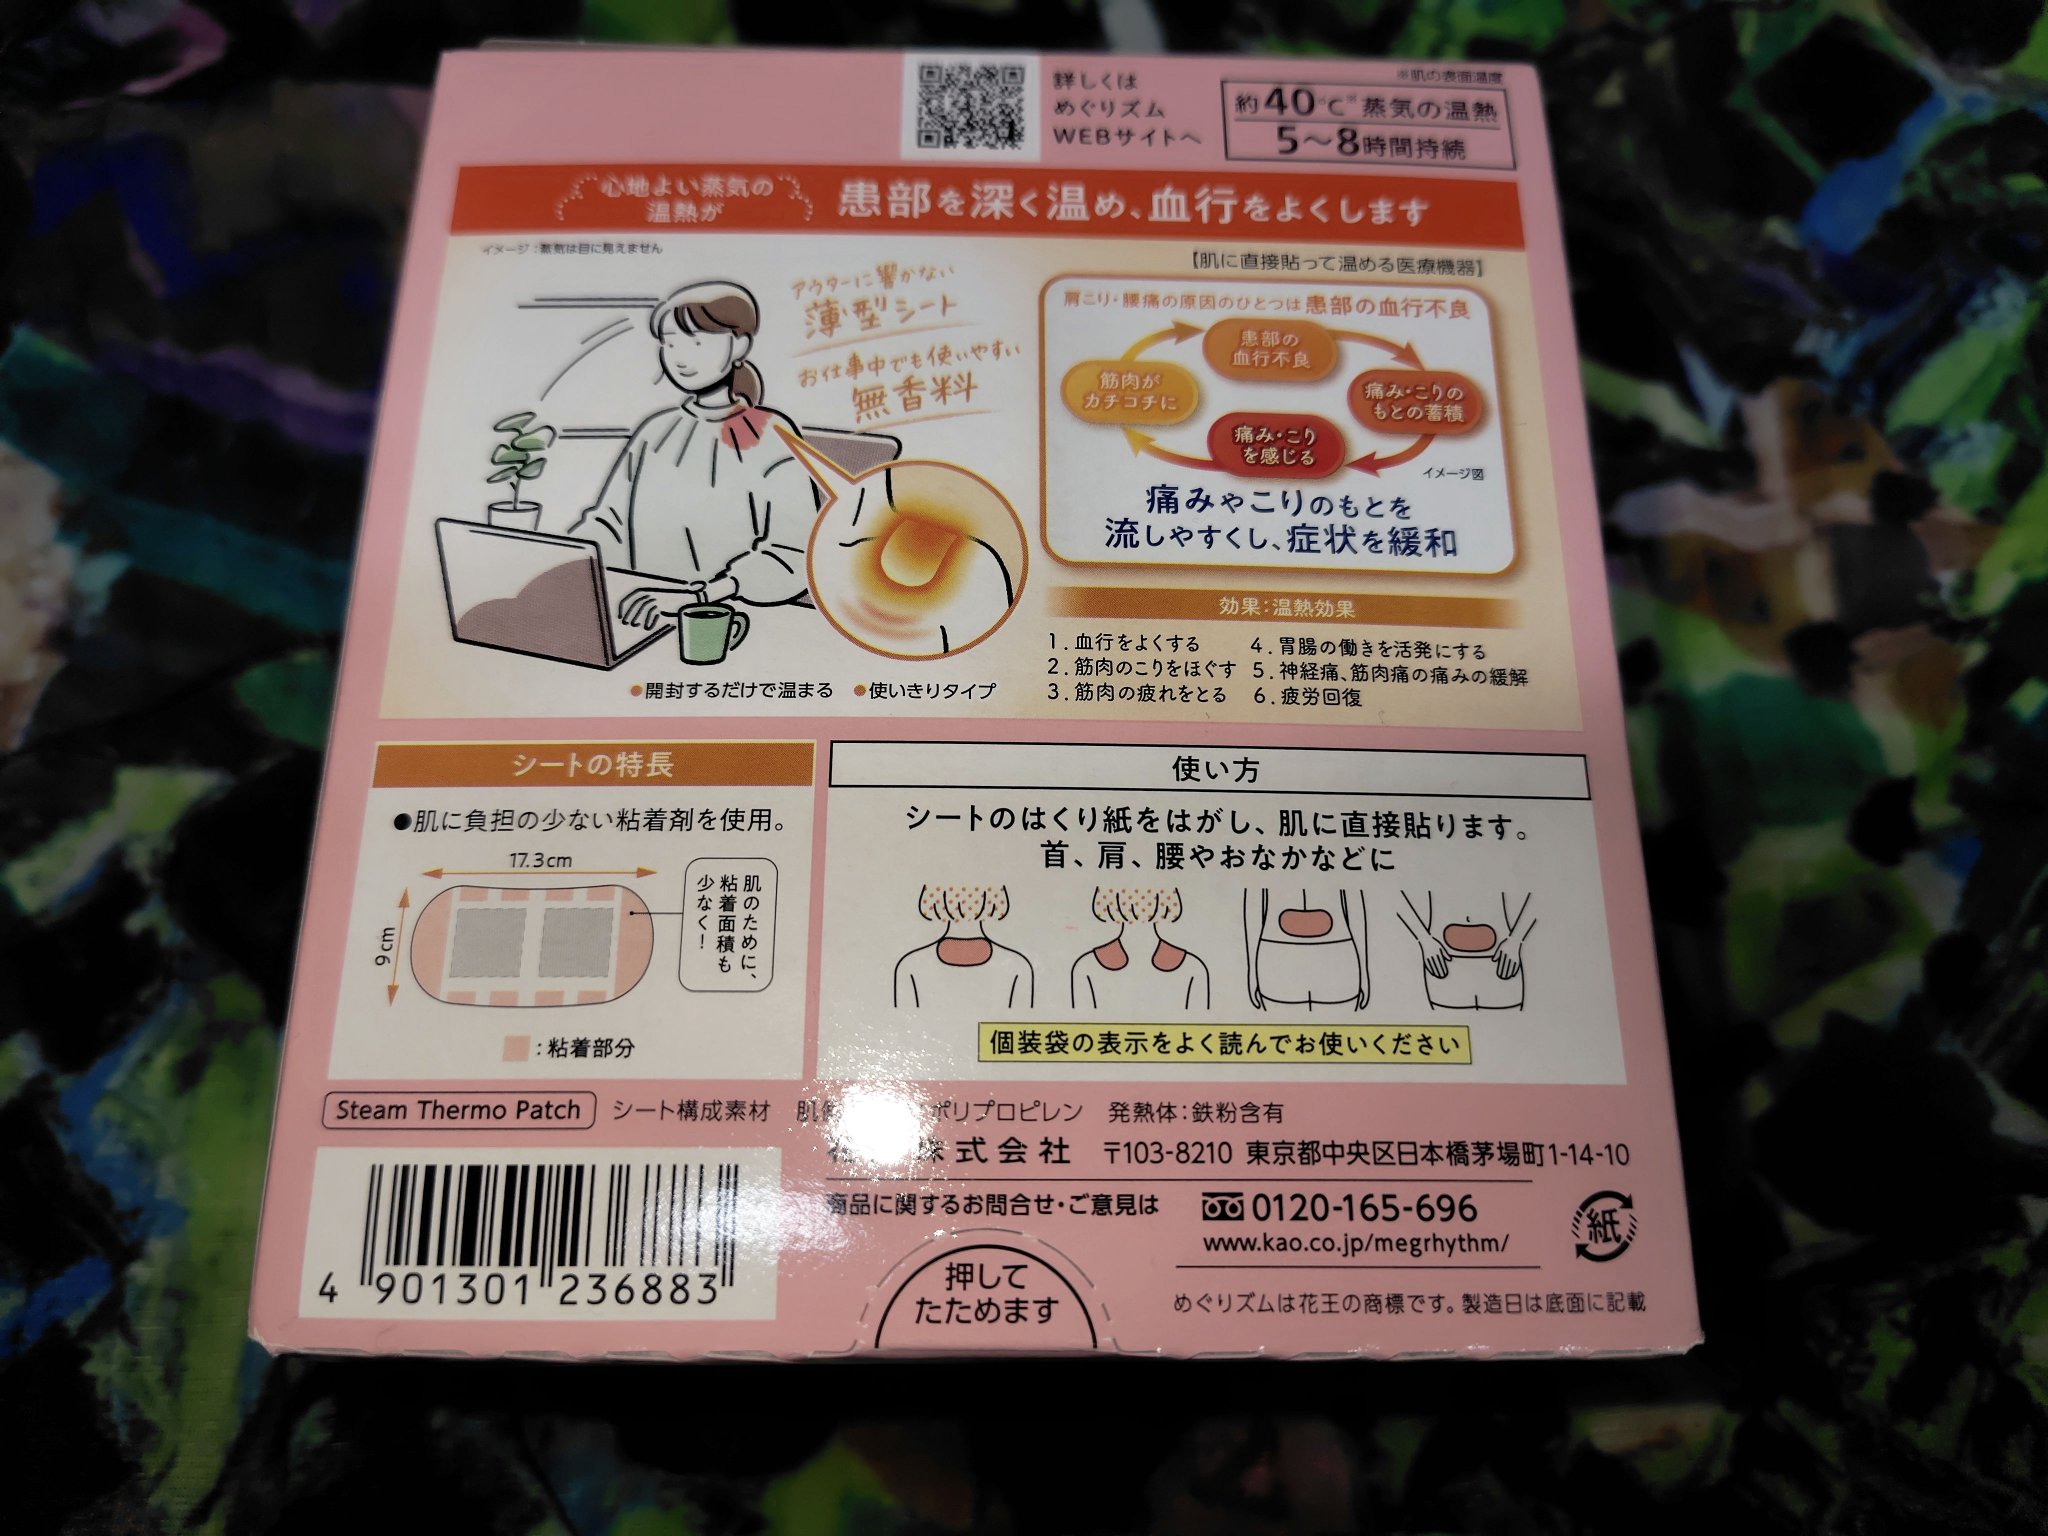 詳しくは
めぐりズム
WEBサイトへ
※肌の表面温度
約40℃※蒸気の温熱
5〜8時間持続
心地よい蒸気の
温熱が
患部を深く温め、血行をよくします
イメージ：蒸気は目に見えません
アウターに響かない
薄型シート
お仕事中でも使いやすい
無香料
●開封するだけで温まる ●使いきりタイプ
【肌に直接貼って温める医療機器】
肩こり・腰痛の原因のひとつは患部の血行不良
患部の
血行不良
痛み・こりの
もとの蓄積
痛み・こり
を感じる
筋肉が
カチコチに
イメージ図
痛みやこりのもとを
流しやすくし、症状を緩和
効果：温熱効果
1. 血行をよくする
2. 筋肉のこりをほぐす
3. 筋肉の疲れをとる
4. 胃腸の働きを活発にする
5. 神経痛、筋肉痛の痛みの緩解
6. 疲労回復
シートの特長
●肌に負担の少ない粘着剤を使用。
17.3cm
9cm
肌のために、
粘着面積も
少なく！
：粘着部分
使い方
シートのはくり紙をはがし、肌に直接貼ります。
首、肩、腰やおなかなどに
個装袋の表示をよく読んでお使いください
Steam Thermo Patch シート構成素材 ポリプロピレン 発熱体：鉄粉含有
株式会社 〒103-8210 東京都中央区日本橋茅場町1-14-10
商品に関するお問合せ・ご意見は
0120-165-696
www.kao.co.jp/megrhythm/
紙
4 901301 236883
押して
たためます
めぐりズムは花王の商標です。製造日は底面に記載